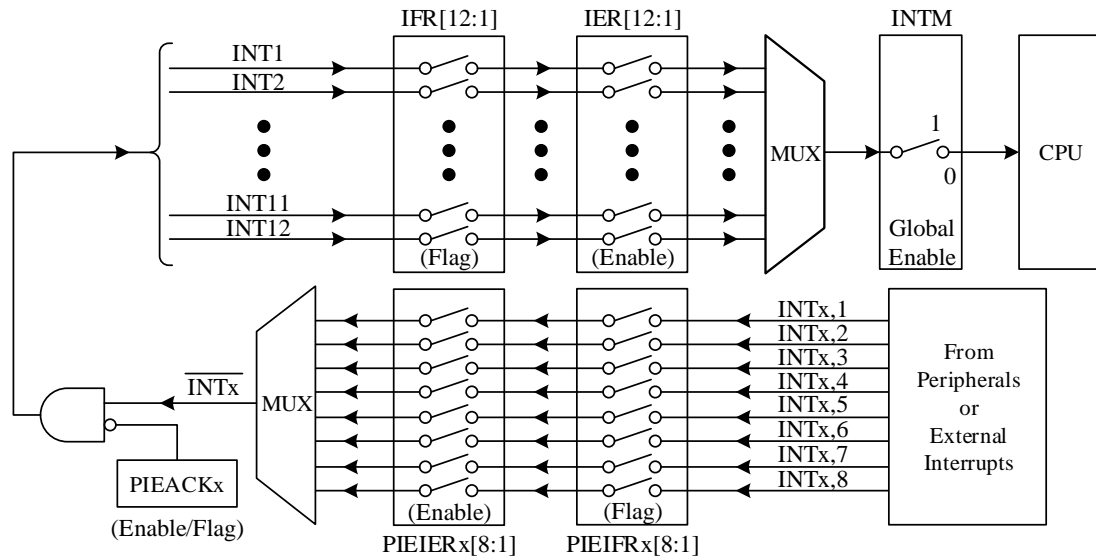 IFR[12:1] IER[12:1] INTM
INT1
INT2
1
MUX
CPU
0
INT11
INT12
(Flag) (Enable)
Global
Enable
INTx,1
INTx,2
INTx,3
INTx,4
INTx,5
INTx,6
INTx,7
INTx,8
From
Peripherals
or
External
Interrupts
INTx
MUX
PIEACKx
(Enable/Flag)
(Enable) (Flag)
PIEIERx[8:1] PIEIFRx[8:1]